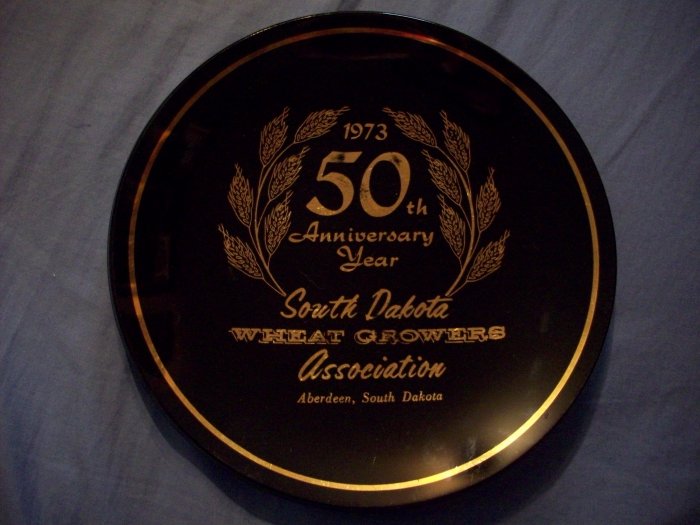 1973
50th
Anniversary
Year
South Dakota
WHEAT GROWERS
Association
Aberdeen, South Dakota